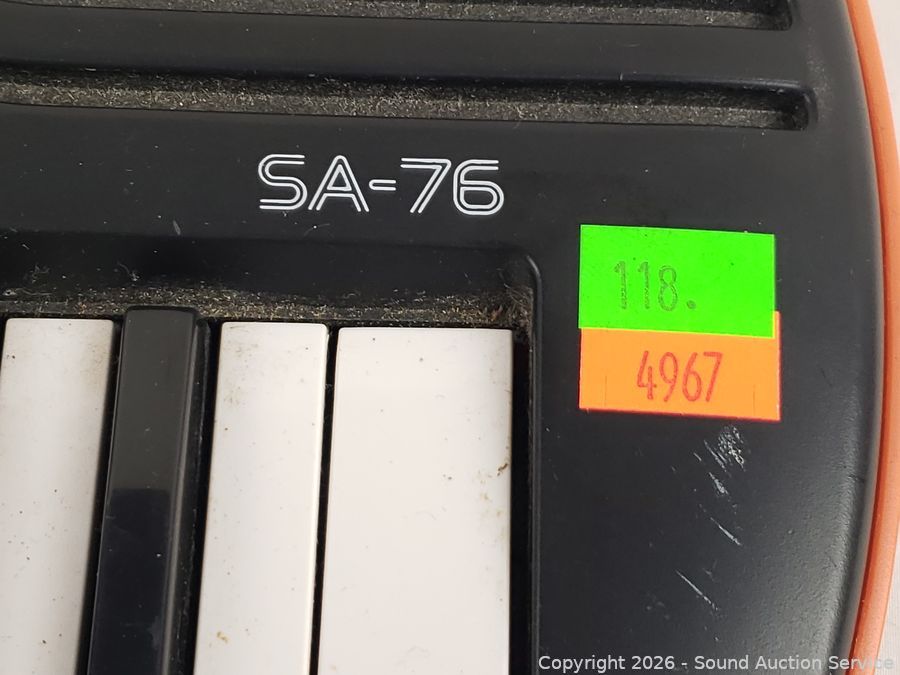 SA-76
118.
4967
Copyright 2026 - Sound Auction Service